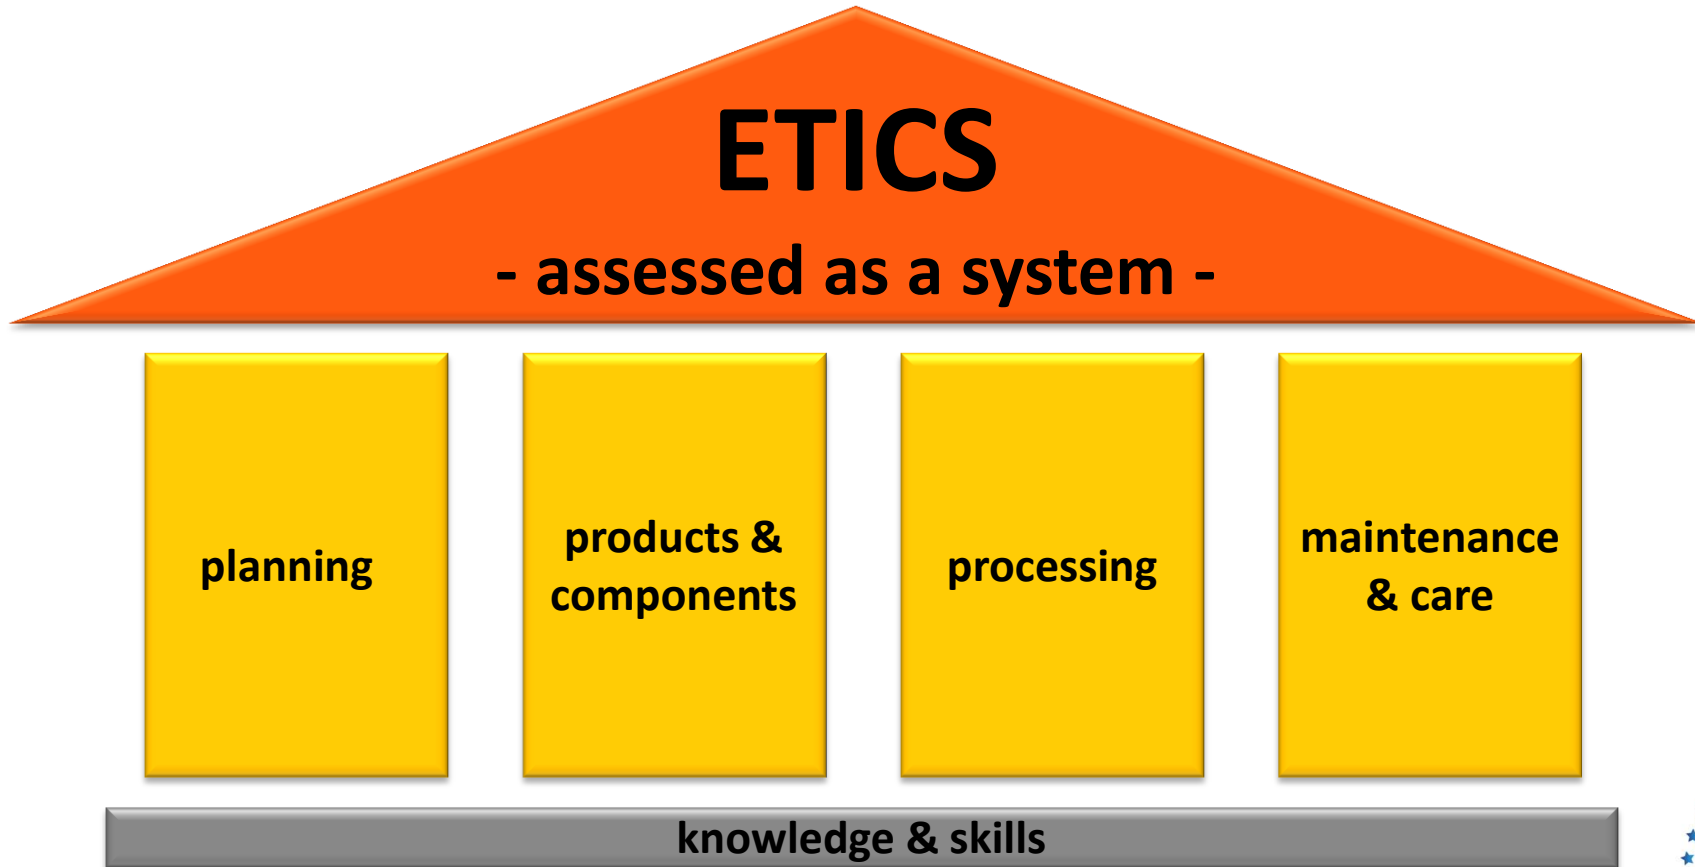 ETICS
- assessed as a system -
planning
products &
components
processing
maintenance
& care
knowledge & skills